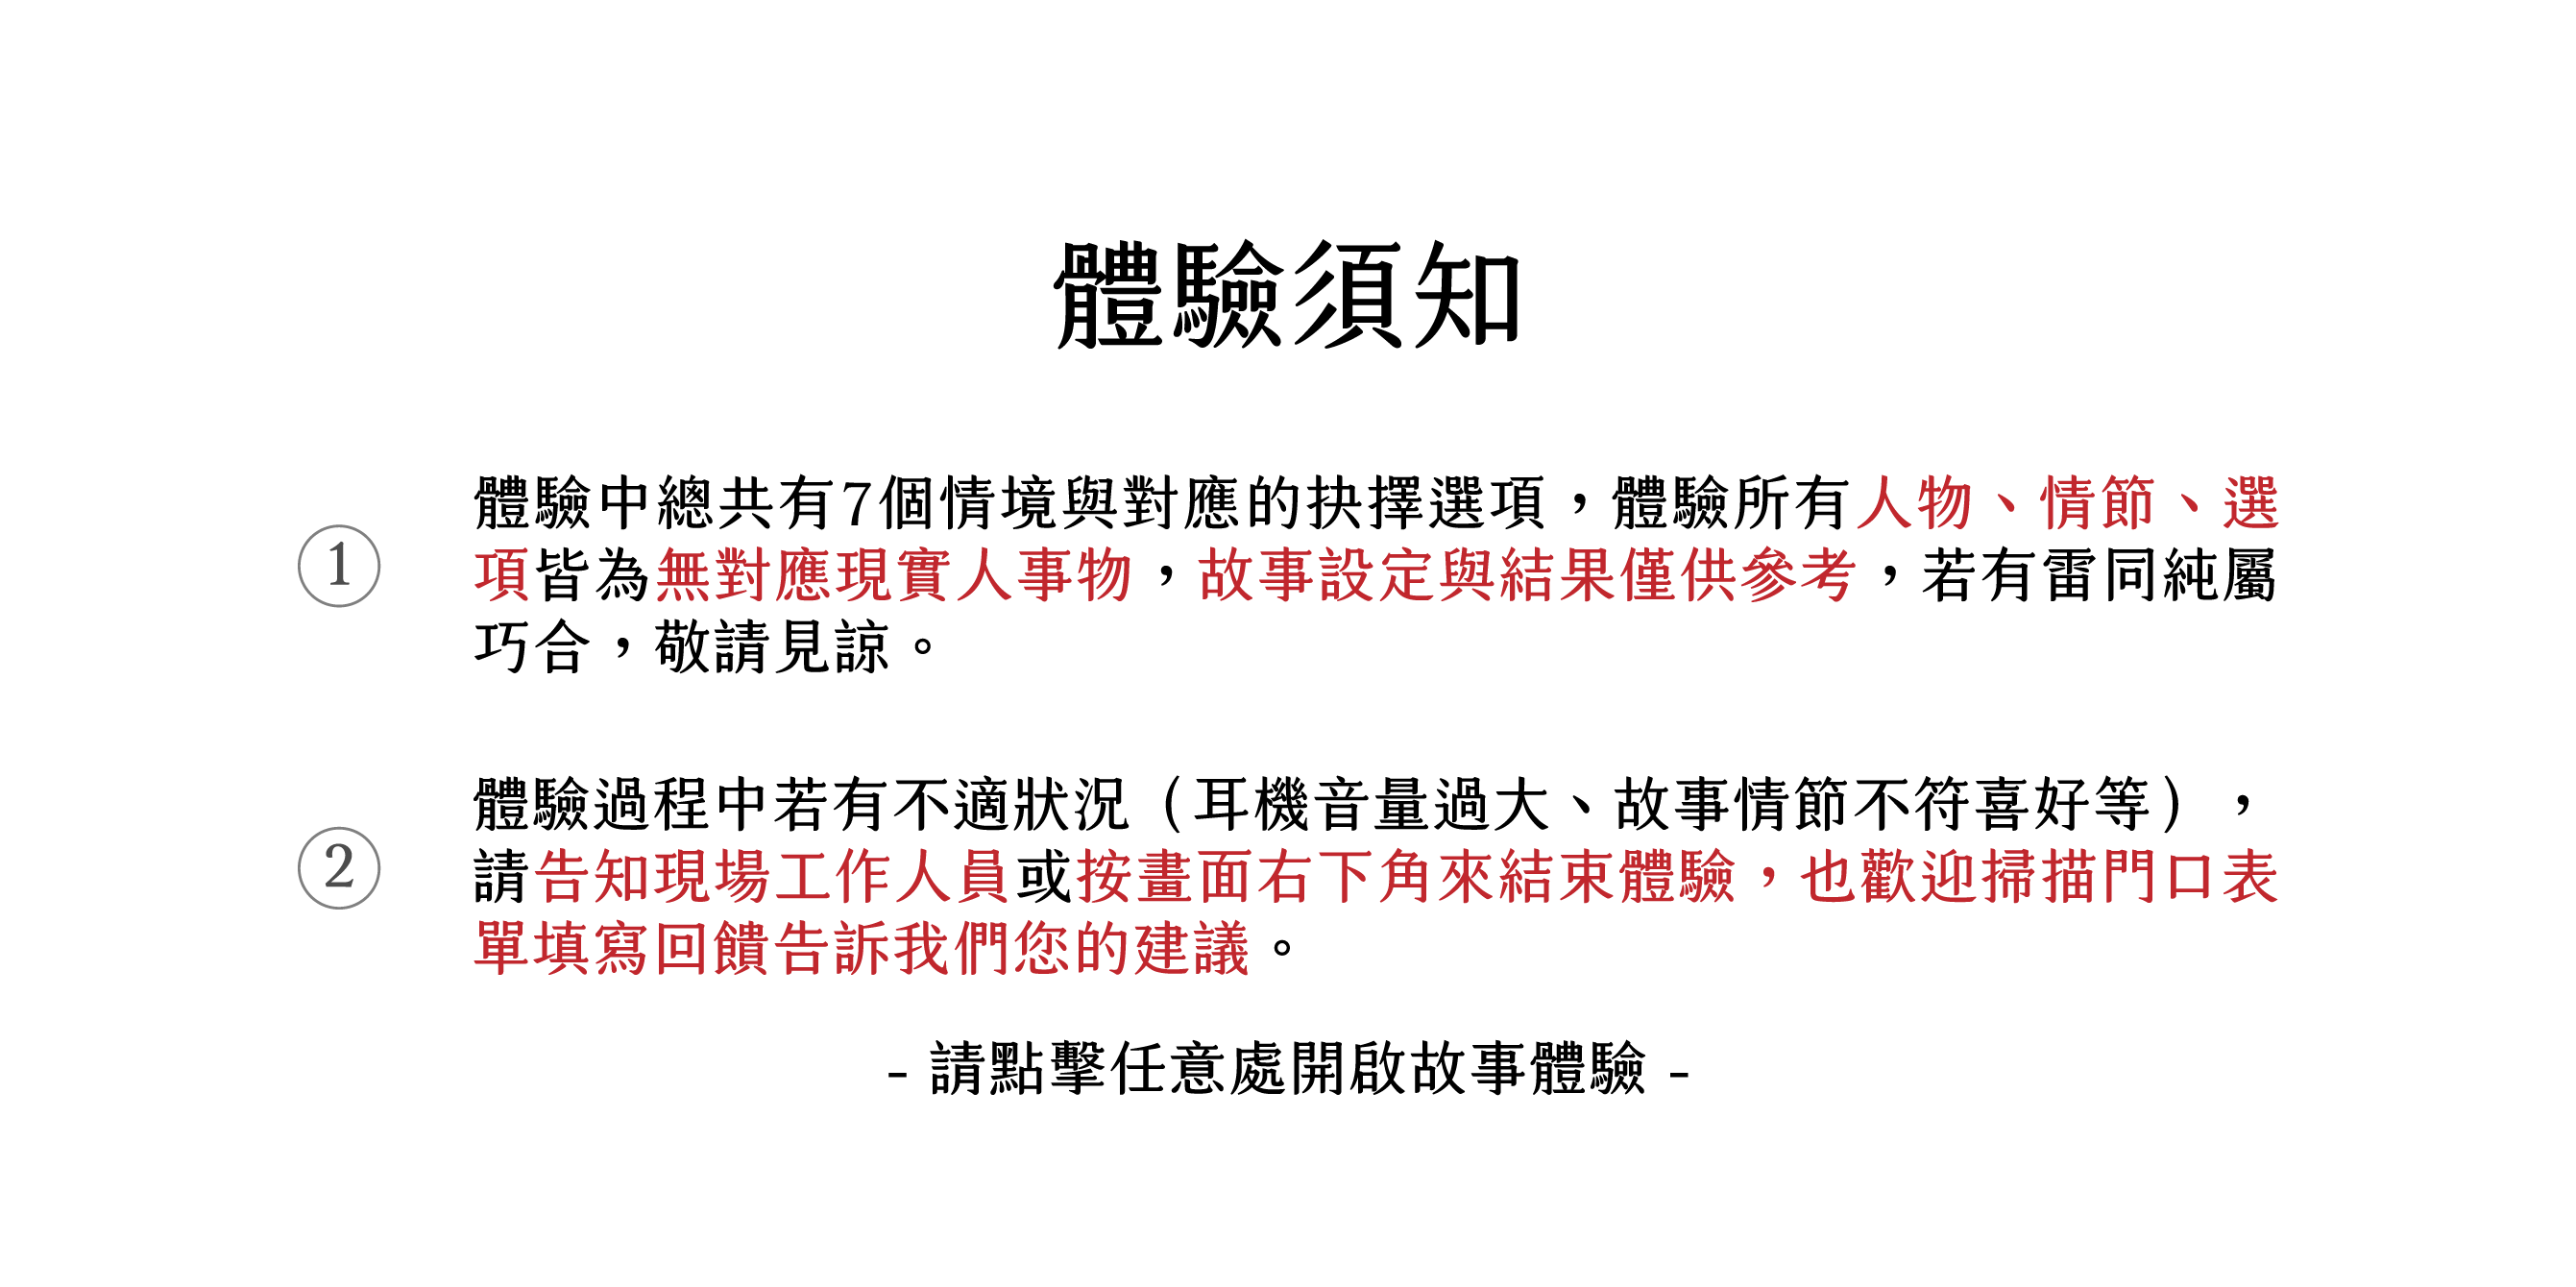 體驗須知
①
體驗中總共有7個情境與對應的抉擇選項，體驗所有人物、情節、選
項皆為無對應現實人事物，故事設定與結果僅供參考，若有雷同純屬
巧合，敬請見諒。
②
體驗過程中若有不適狀況（耳機音量過大、故事情節不符喜好等），
請告知現場工作人員或按畫面右下角來結束體驗，也歡迎掃描門口表
單填寫回饋告訴我們您的建議。
- 請點擊任意處開啟故事體驗 -